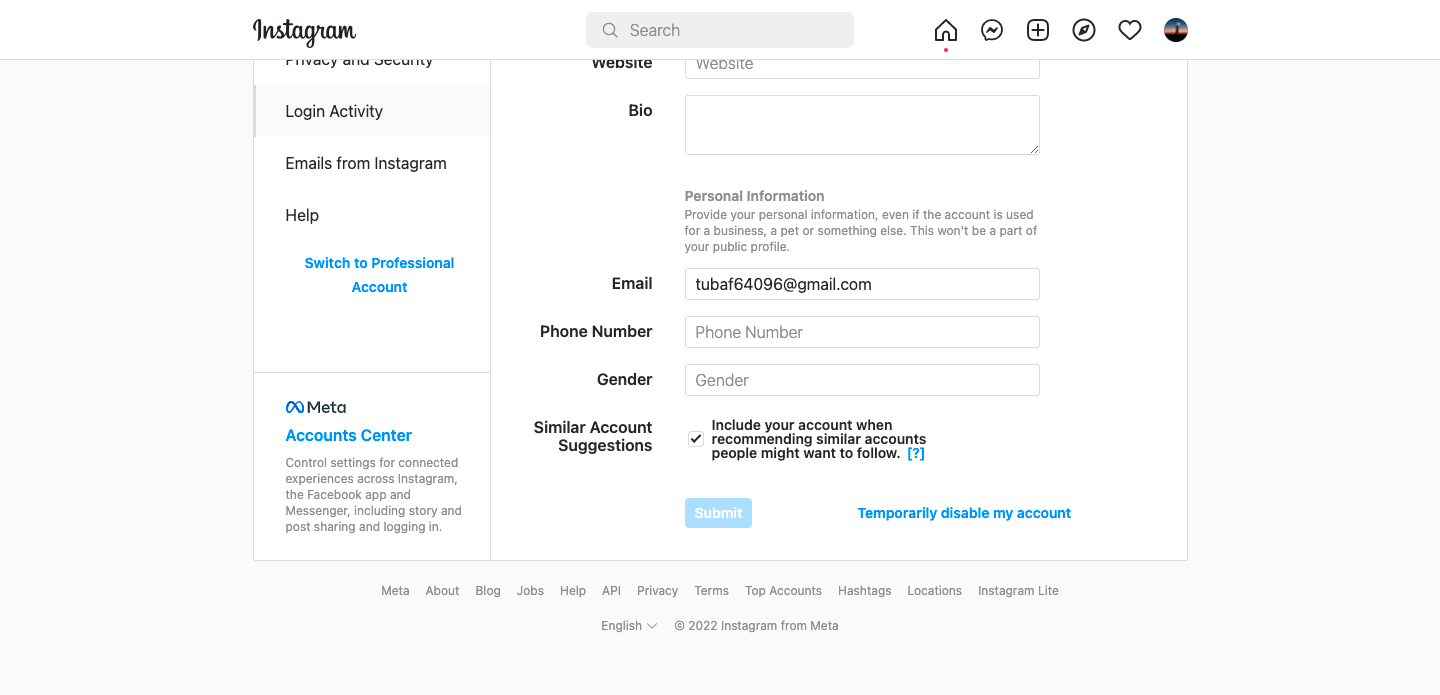 Instagram
Search
Privacy and Security
Login Activity
Emails from Instagram
Help
Switch to Professional
Account
Meta
Accounts Center
Control settings for connected
experiences across Instagram,
the Facebook app and
Messenger, including story and
post sharing and logging in.
Website
Website
Bio
Personal Information
Provide your personal information, even if the account is used
for a business, a pet or something else. This won't be a part of
your public profile.
Email
tubaf64096@gmail.com
Phone Number
Phone Number
Gender
Gender
Similar Account
Suggestions
Include your account when
recommending similar accounts
people might want to follow. [?]
Submit
Temporarily disable my account
Meta About Blog Jobs Help API Privacy Terms Top Accounts Hashtags Locations Instagram Lite
English © 2022 Instagram from Meta